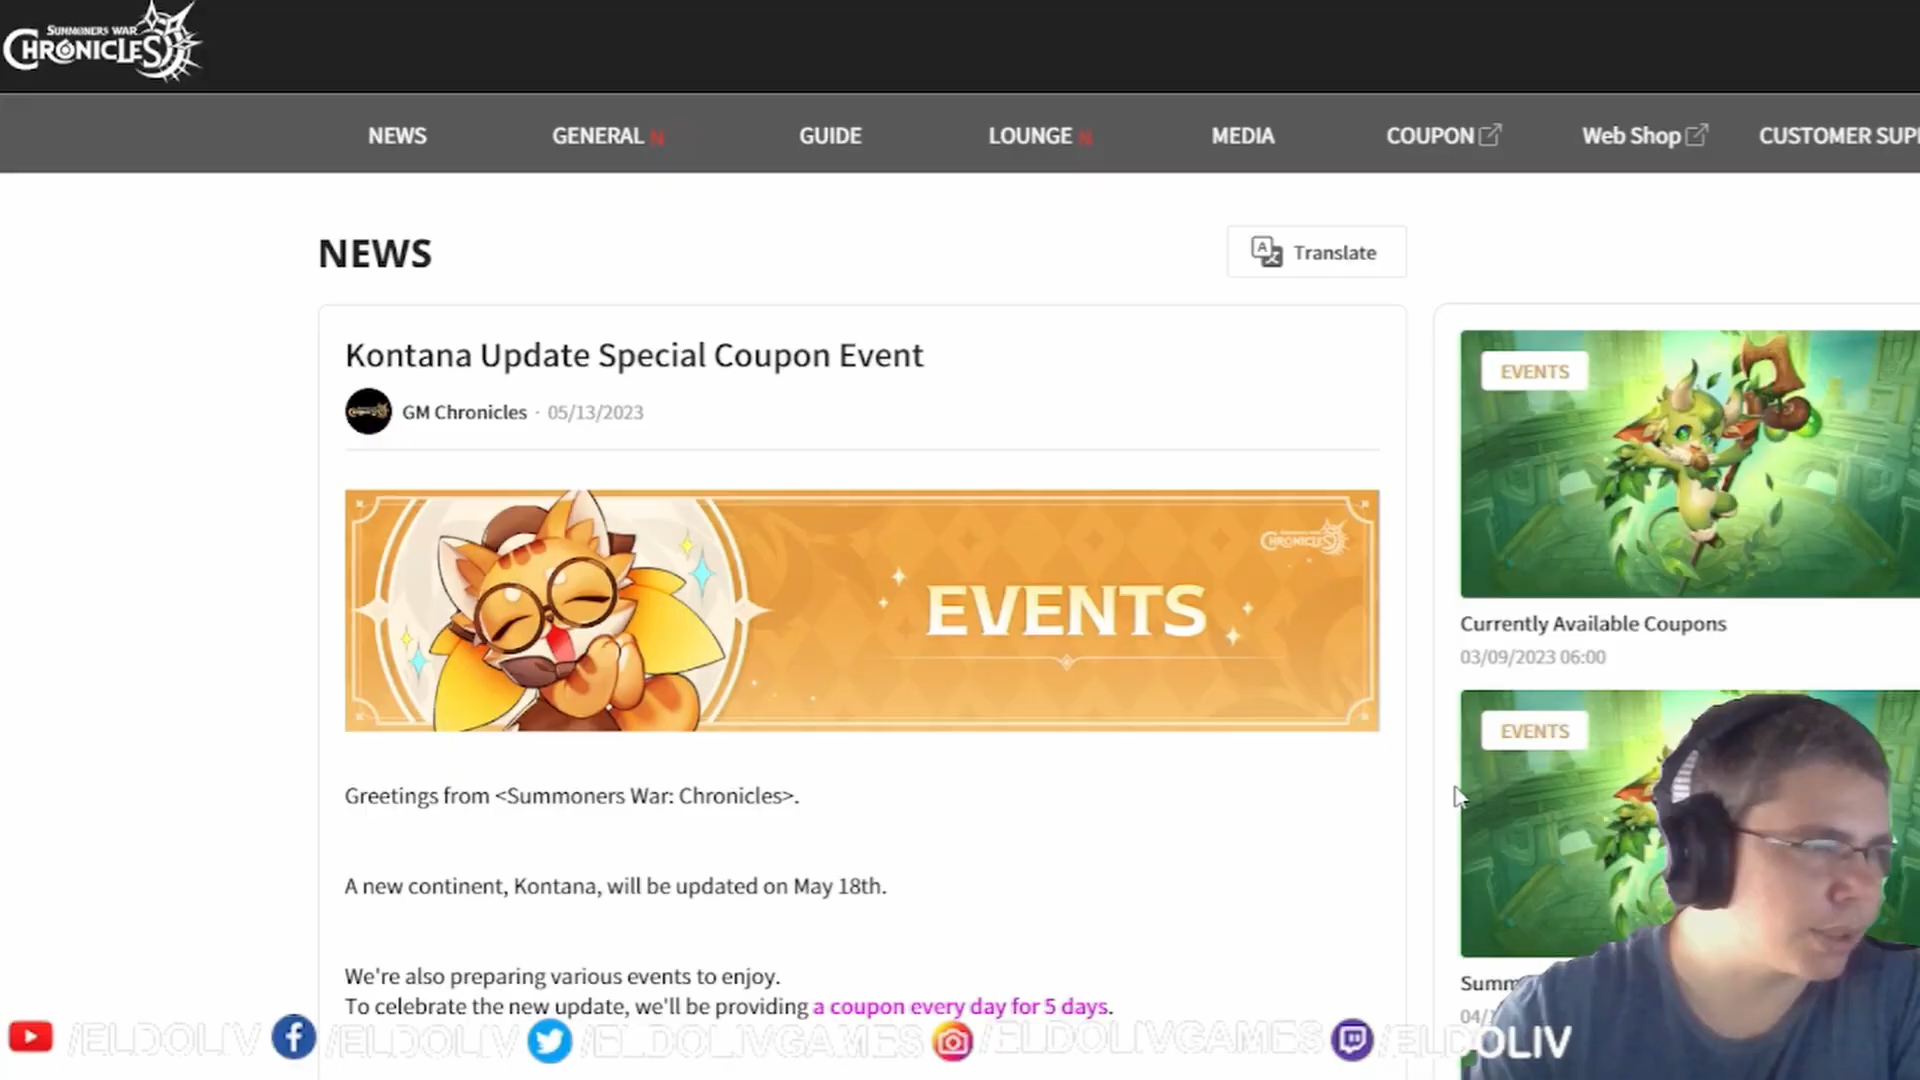 SUMMONERS WAR
CHRONICLES
NEWS
GENERAL N
GUIDE
LOUNGE N
MEDIA
COUPON
Web Shop
CUSTOMER SUP
NEWS
Translate
Kontana Update Special Coupon Event
GM Chronicles · 05/13/2023
CHRONICLES
EVENTS
Greetings from <Summoners War: Chronicles>.
A new continent, Kontana, will be updated on May 18th.
We're also preparing various events to enjoy.
To celebrate the new update, we'll be providing a coupon every day for 5 days.
EVENTS
Currently Available Coupons
03/09/2023 06:00
EVENTS
Summ
04/1
/ELDOLIV
/ELDOLIV
/ELDOLIVGAMES
/ELDOLIVGAMES
/ELDOLIV